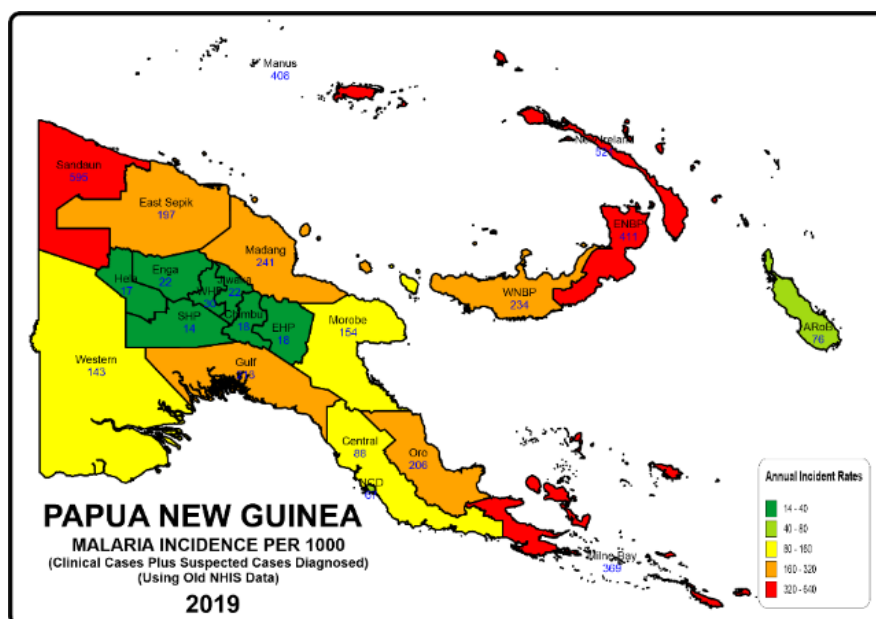 Manus
408
New Ireland
Sandaun
595
East Sepik
197
ENBP
411
Madang
241
Enga
22
Hela
17
Jiwaka
22
WHP
WNBP
234
SHP
14
Chimbu
18
EHP
18
Morobe
154
ARoB
76
Western
143
Gulf
Central
88
Oro
206
NCD
Milne Bay
369
PAPUA NEW GUINEA
MALARIA INCIDENCE PER 1000
(Clinical Cases Plus Suspected Cases Diagnosed)
(Using Old NHIS Data)
2019
Annual Incident Rates
14 - 40
40 - 80
80 - 160
160 - 320
320 - 640